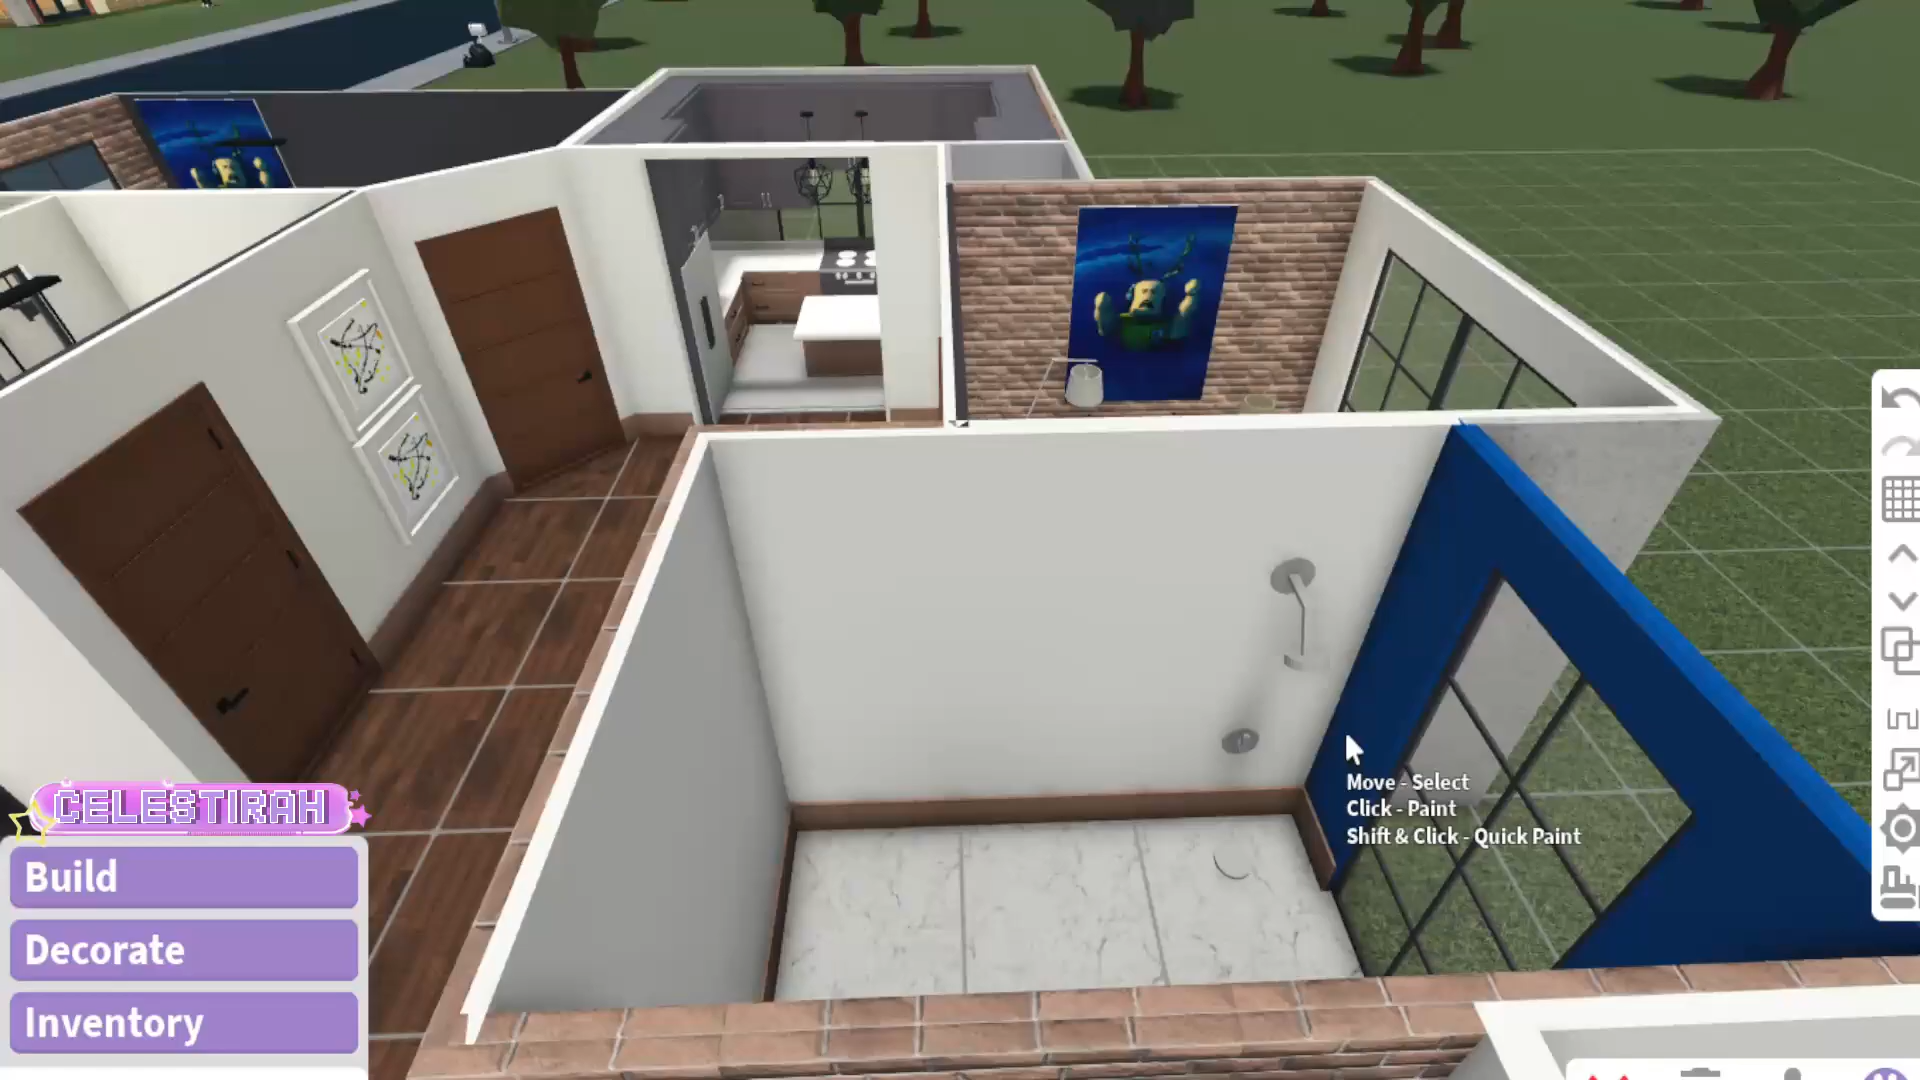 Move - Select
Click - Paint
Shift & Click - Quick Paint
CELESTIRAH
Build
Decorate
Inventory